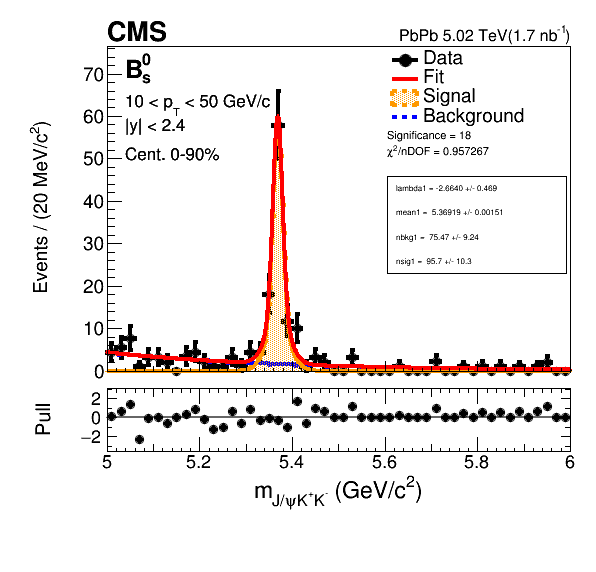 CMS
PbPb 5.02 TeV(1.7 nb⁻¹)
B⁰ₛ
10 < p_T < 50 GeV/c
|y| < 2.4
Cent. 0-90%
Data
Fit
Signal
Background
Significance = 18
χ²/nDOF = 0.957267
lambda1 = -2.6640 +/- 0.469
mean1 = 5.36919 +/- 0.00151
nbkg1 = 75.47 +/- 9.24
nsig1 = 95.7 +/- 10.3
Events / (20 MeV/c²)
70
60
50
40
30
20
10
0
Pull
2
0
−2
5
5.2
5.4
5.6
5.8
6
m_J/ψK⁺K⁻ (GeV/c²)